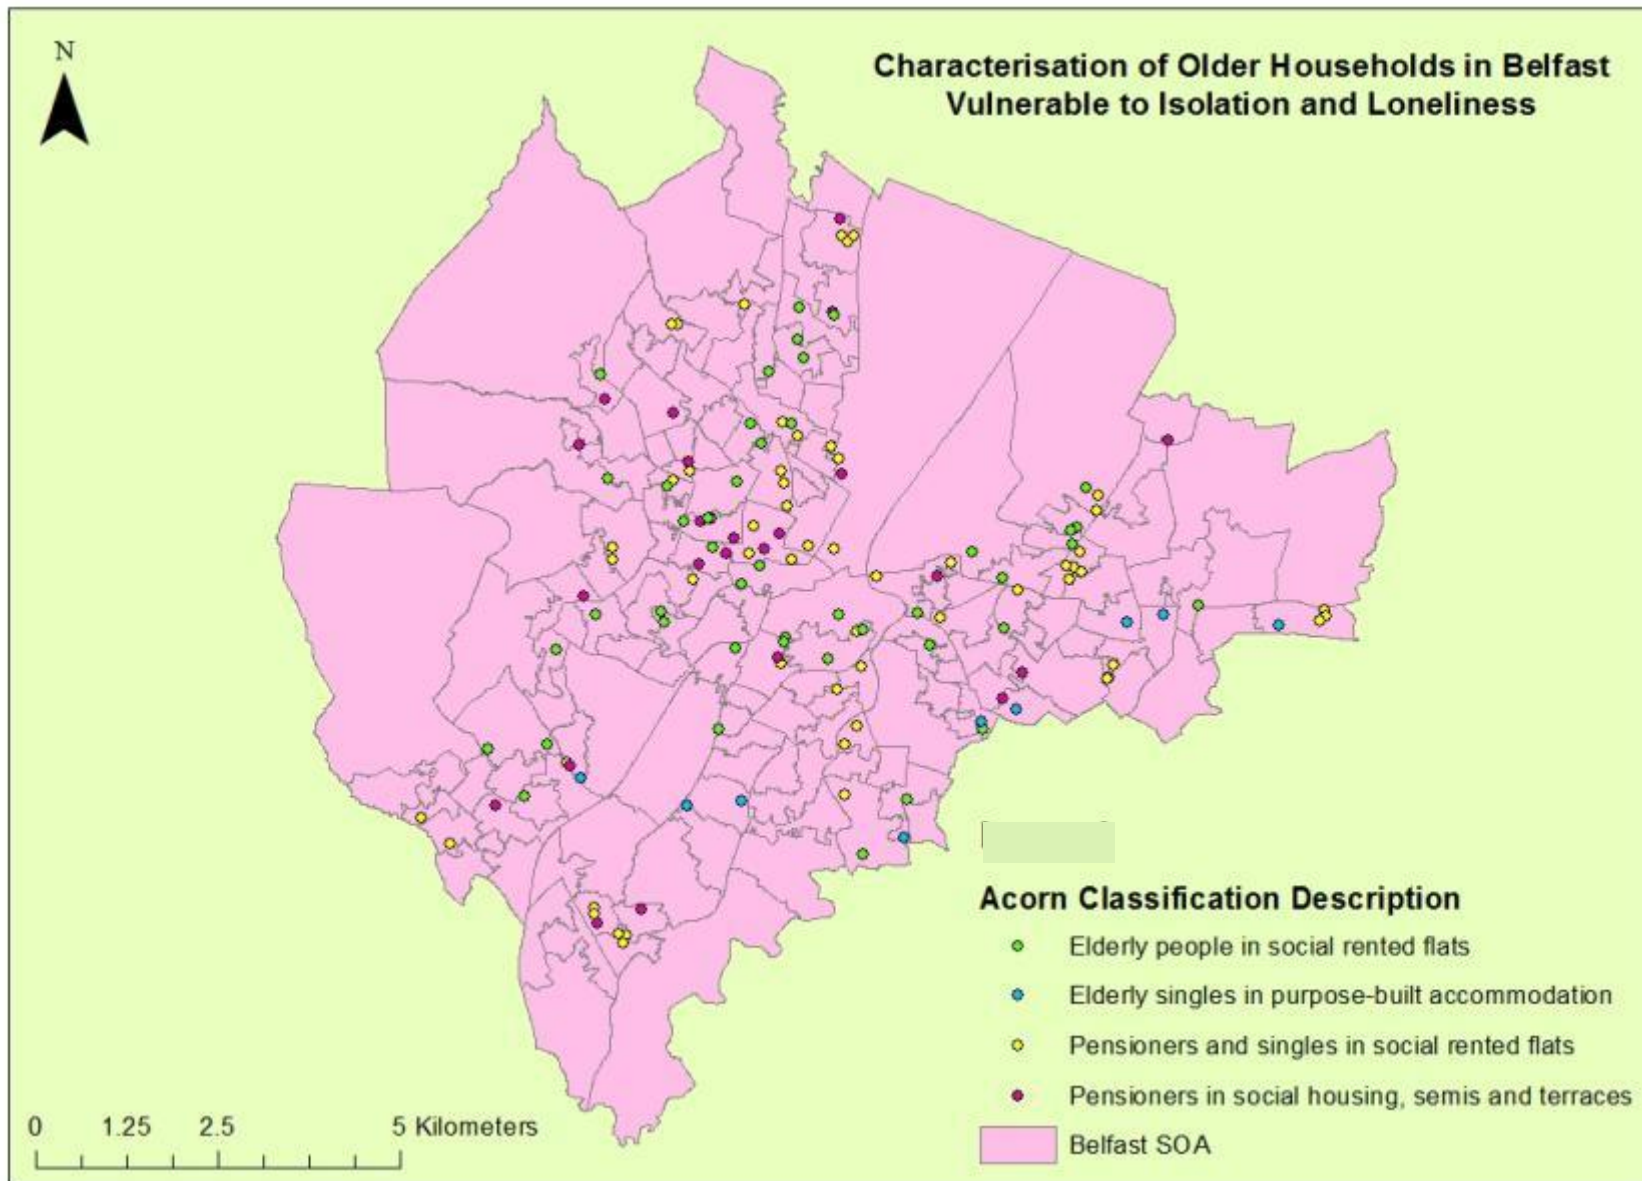 N
Characterisation of Older Households in Belfast
Vulnerable to Isolation and Loneliness
Acorn Classification Description
Elderly people in social rented flats
Elderly singles in purpose-built accommodation
Pensioners and singles in social rented flats
Pensioners in social housing, semis and terraces
Belfast SOA
0 1.25 2.5 5 Kilometers